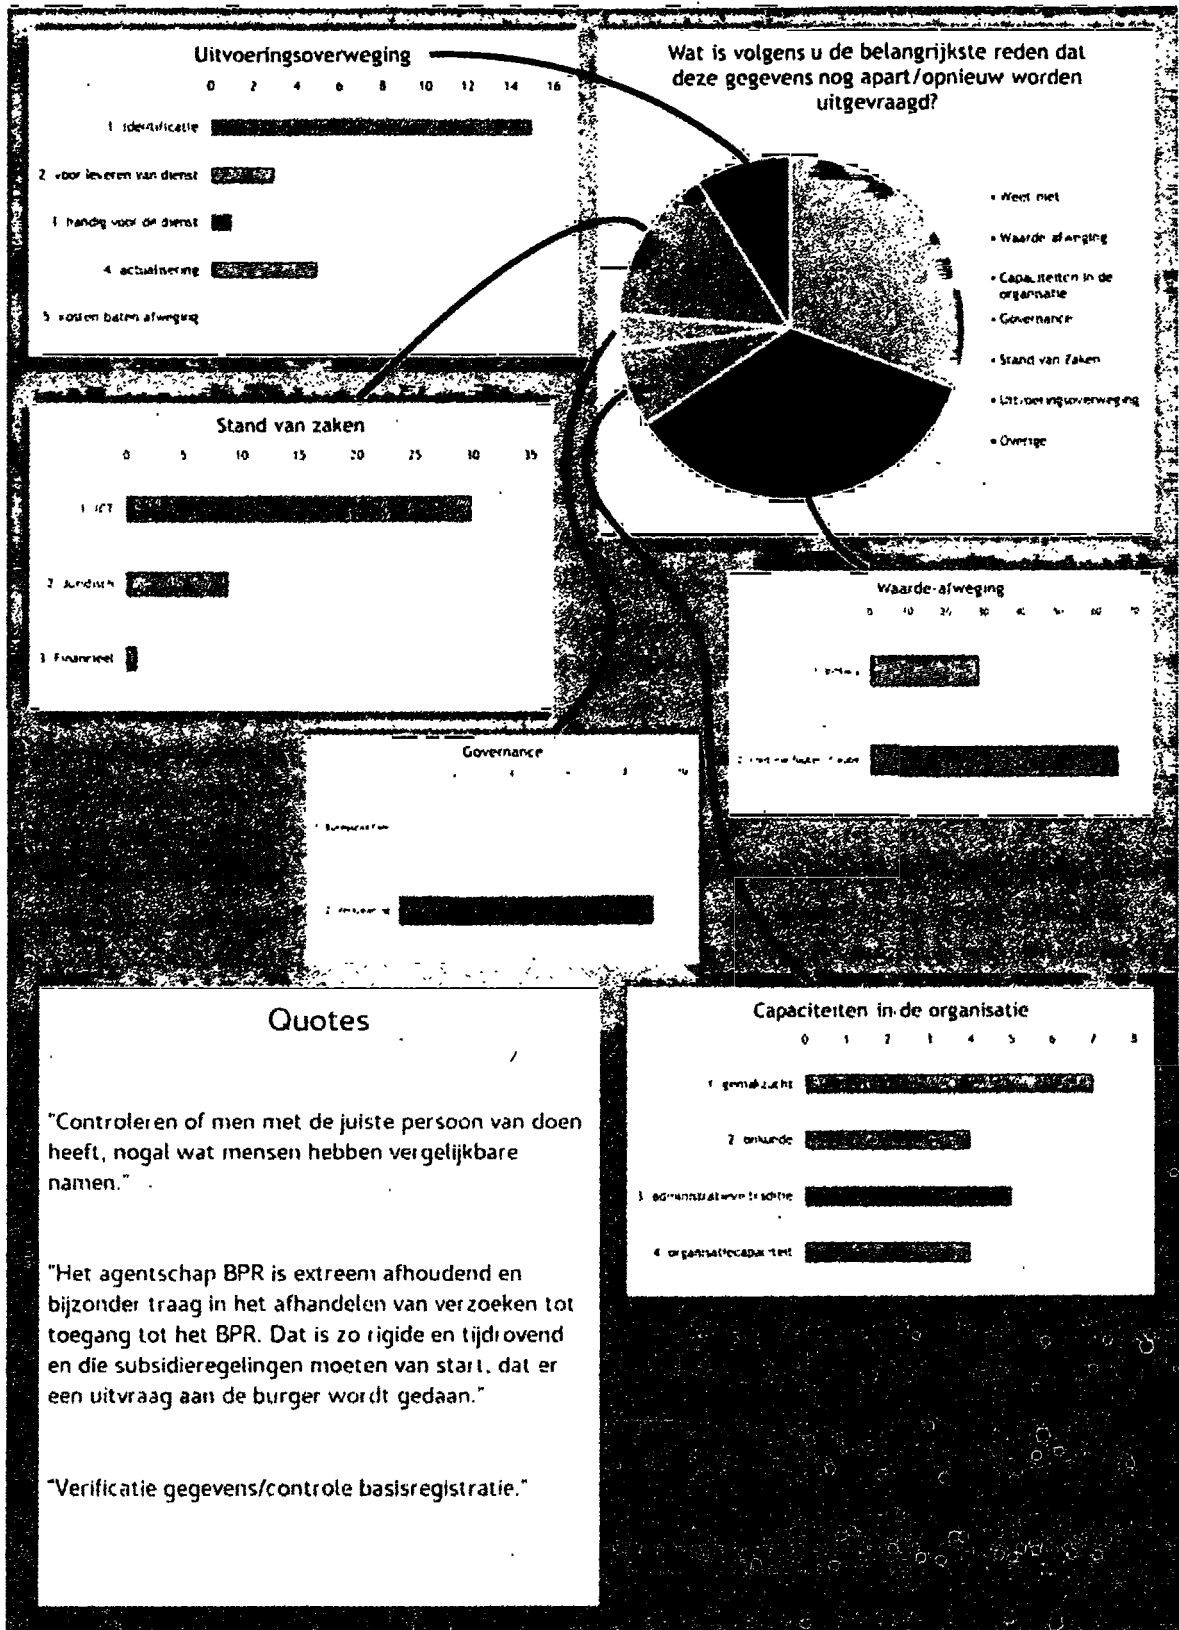 Uitvoeringsoverweging
0 2 4 6 8 10 12 14 16
1 identificatie
2 voor leveren van dienst
3 handig voor de dienst
4 actualisering
5 kosten baten afweging
Wat is volgens u de belangrijkste reden dat
deze gegevens nog apart/opnieuw worden
uitgevraagd?
Weet niet
Waarde afweging
Capaciteiten in de
organisatie
Governance
Stand van Zaken
Uitvoeringsoverweging
Overige
Stand van zaken
0 5 10 15 20 25 30 35
1 ICT
2 Juridisch
3 Financieel
Waarde-afweging
0 10 20 30 40 50 60 70
Governance
Capaciteiten in de organisatie
0 1 2 3 4 5 6 7 8
1 gemakzucht
2 onkunde
3 administratieve traditie
4 organisatiecapaciteit
Quotes
"Controleren of men met de juiste persoon van doen
heeft, nogal wat mensen hebben vergelijkbare
namen."
"Het agentschap BPR is extreem afhoudend en
bijzonder traag in het afhandelen van verzoeken tot
toegang tot het BPR. Dat is zo rigide en tijdrovend
en die subsidieregelingen moeten van start, dat er
een uitvraag aan de burger wordt gedaan."
"Verificatie gegevens/controle basisregistratie."